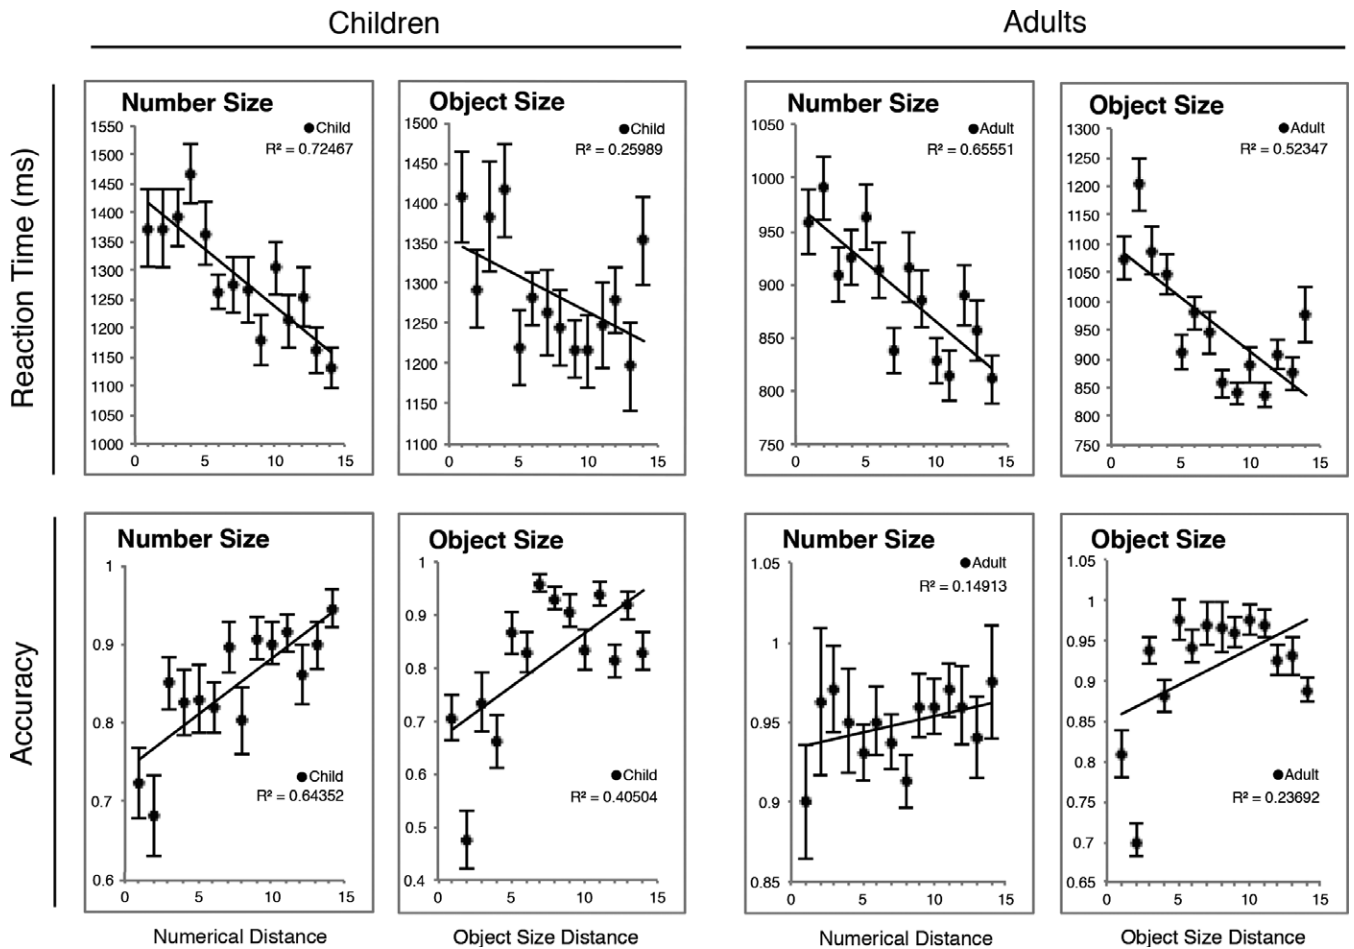 Children
Adults
Reaction Time (ms)
Number Size
Child
R² = 0.72467
1550
1500
1450
1400
1350
1300
1250
1200
1150
1100
1050
1000
0 5 10 15
Object Size
Child
R² = 0.25989
1500
1450
1400
1350
1300
1250
1200
1150
1100
0 5 10 15
Number Size
Adult
R² = 0.65551
1050
1000
950
900
850
800
750
0 5 10 15
Object Size
Adult
R² = 0.52347
1300
1250
1200
1150
1100
1050
1000
950
900
850
800
750
0 5 10 15
Accuracy
Number Size
1
0.9
0.8
0.7
0.6
Child
R² = 0.64352
0 5 10 15
Numerical Distance
Object Size
1
0.9
0.8
0.7
0.6
0.5
0.4
Child
R² = 0.40504
0 5 10 15
Object Size Distance
Number Size
Adult
R² = 0.14913
1.05
1
0.95
0.9
0.85
0 5 10 15
Numerical Distance
Object Size
1.05
1
0.95
0.9
0.85
0.8
0.75
0.7
0.65
Adult
R² = 0.23692
0 5 10 15
Object Size Distance